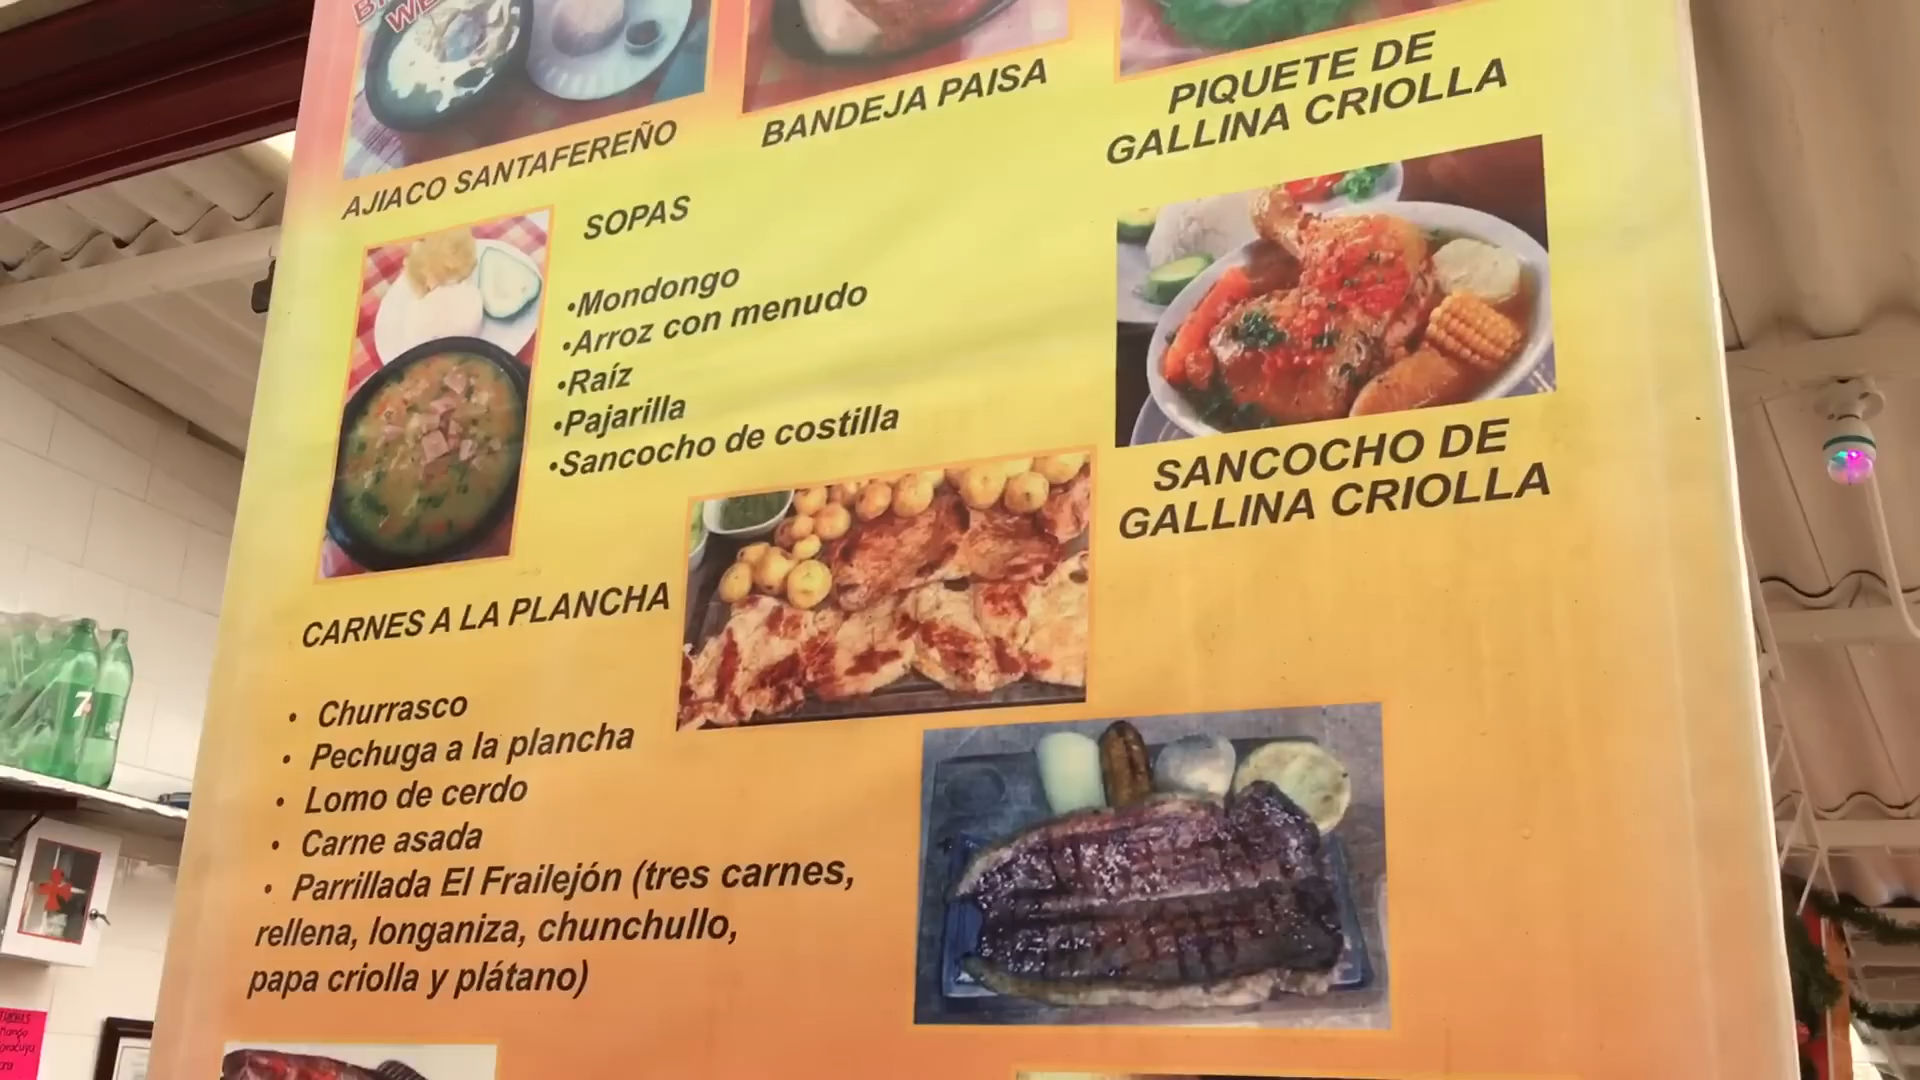 AJIACO SANTAFEREÑO
BANDEJA PAISA
PIQUETE DE
GALLINA CRIOLLA
SOPAS
•Mondongo
•Arroz con menudo
•Raíz
•Pajarilla
•Sancocho de costilla
SANCOCHO DE
GALLINA CRIOLLA
CARNES A LA PLANCHA
• Churrasco
• Pechuga a la plancha
• Lomo de cerdo
• Carne asada
• Parrillada El Frailejón (tres carnes,
rellena, longaniza, chunchullo,
papa criolla y plátano)
7
Mango